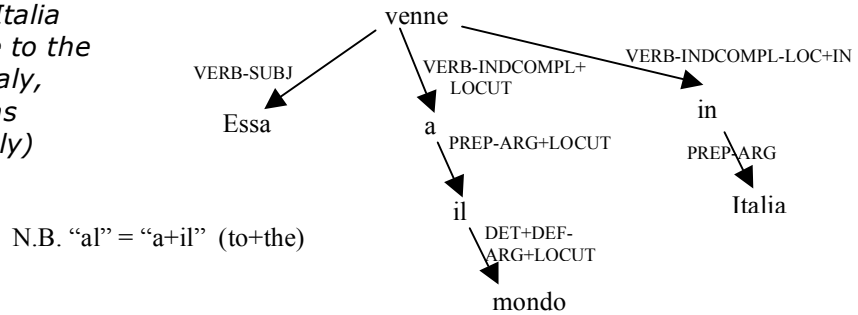 Italia
to the
aly,
ly)
venne
VERB-SUBJ
VERB-INDCOMPL+
LOCUT
VERB-INDCOMPL-LOC+IN
Essa
a
in
PREP-ARG+LOCUT
PREP-ARG
il
Italia
N.B. “al” = “a+il” (to+the)
DET+DEF-
ARG+LOCUT
mondo